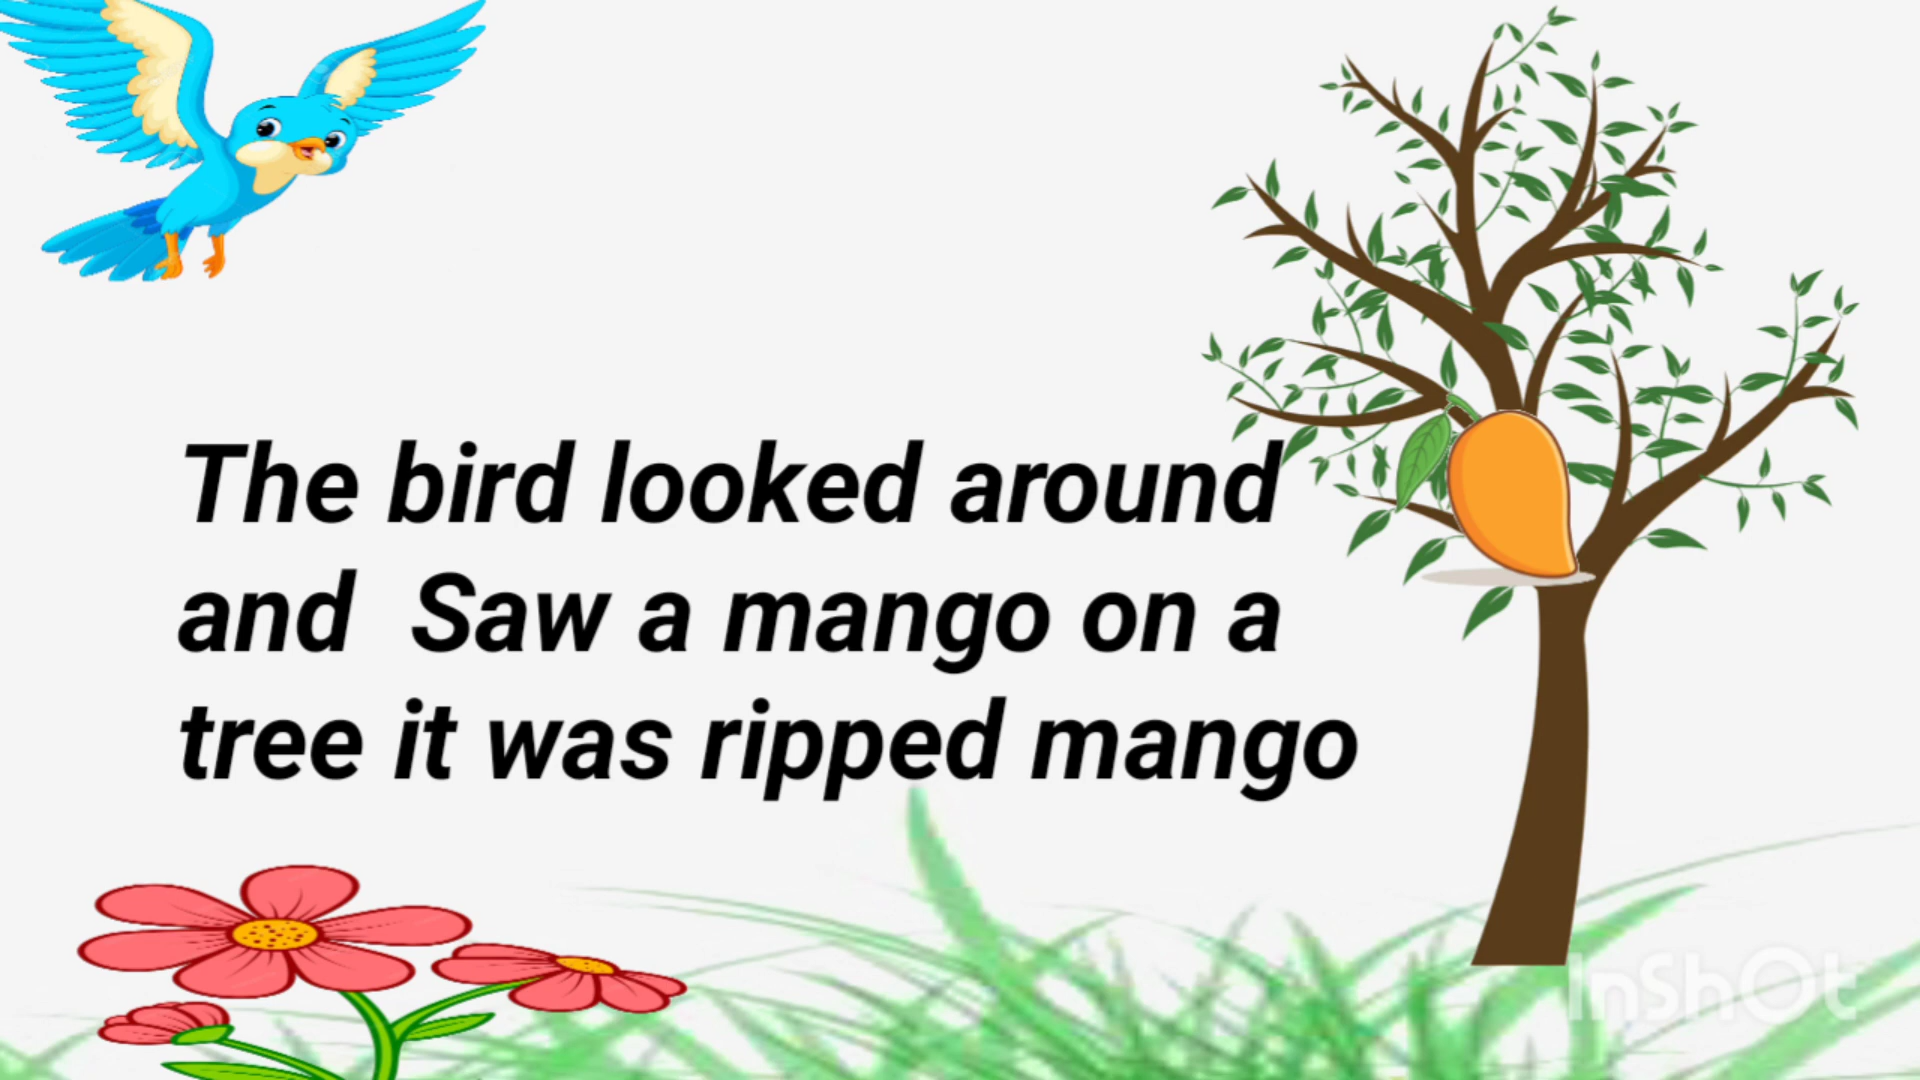 The bird looked around
and  Saw a mango on a
tree it was ripped mango
InShOt